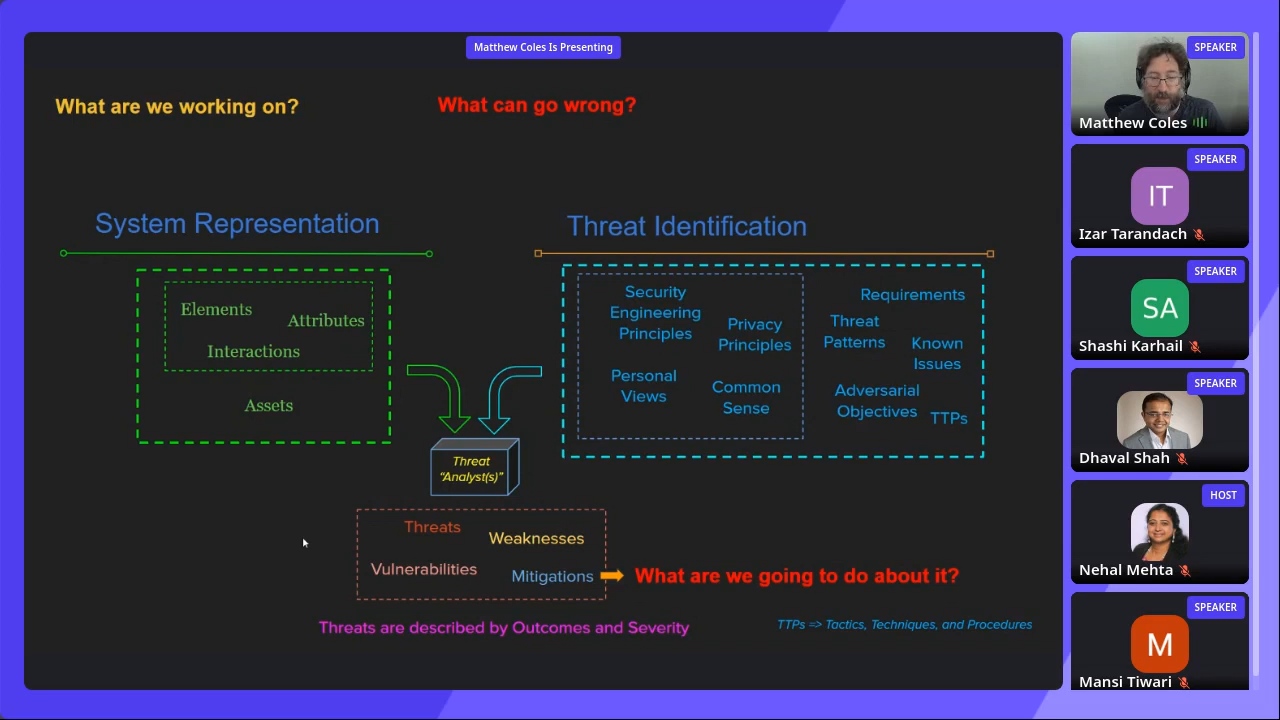 Matthew Coles Is Presenting
What are we working on?
What can go wrong?
System Representation
Threat Identification
Elements
Attributes
Interactions
Assets
Security
Engineering
Principles
Privacy
Principles
Personal
Views
Common
Sense
Requirements
Threat
Patterns
Known
Issues
Adversarial
Objectives
TTPs
Threat
“Analyst(s)”
Threats
Weaknesses
Vulnerabilities
Mitigations
What are we going to do about it?
Threats are described by Outcomes and Severity
TTPs => Tactics, Techniques, and Procedures
SPEAKER
Matthew Coles
SPEAKER
IT
Izar Tarandach
SPEAKER
SA
Shashi Karhail
SPEAKER
Dhaval Shah
HOST
Nehal Mehta
SPEAKER
M
Mansi Tiwari